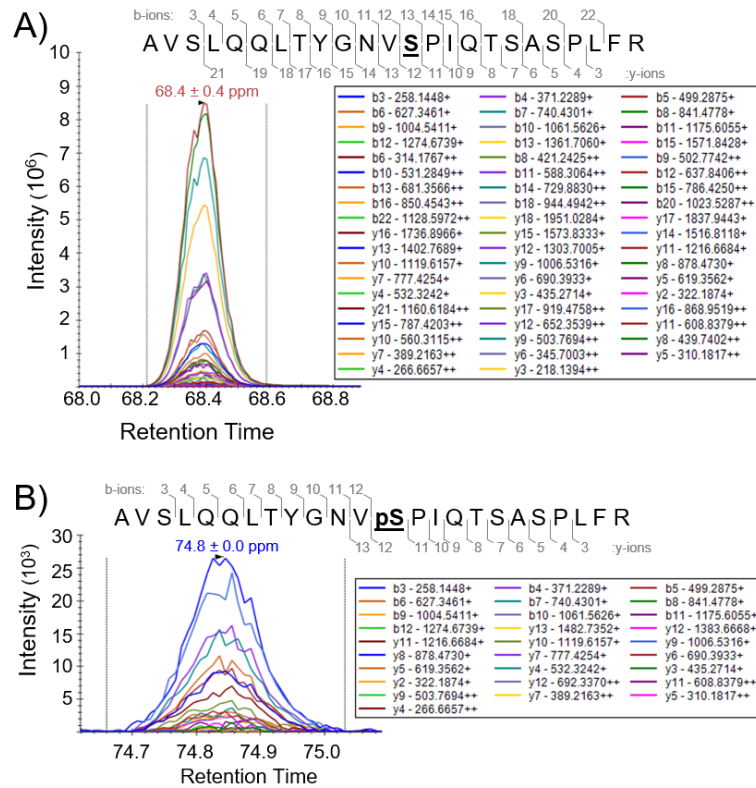 A)
b-ions: 3 4 5 6 7 8 9 10 11 12 13 14 15 16 18 20 22
A V S L Q Q L T Y G N V S P I Q T S A S P L F R
21 19 18 17 16 15 14 13 12 11 10 9 8 7 6 5 4 3 :y-ions
68.4 ± 0.4 ppm
Intensity (10⁶)
10
9
8
7
6
5
4
3
2
1
68.0 68.2 68.4 68.6 68.8
Retention Time
b3 - 258.1448+ b4 - 371.2289+ b5 - 499.2875+
b6 - 627.3461+ b7 - 740.4301+ b8 - 841.4778+
b9 - 1004.5411+ b10 - 1061.5626+ b11 - 1175.6055+
b12 - 1274.6739+ b13 - 1361.7060+ b15 - 1571.8428+
b6 - 314.1767++ b8 - 421.2425++ b9 - 502.7742++
b10 - 531.2849++ b11 - 588.3064++ b12 - 637.8406++
b13 - 681.3566++ b14 - 729.8830++ b15 - 786.4250++
b16 - 850.4543++ b18 - 944.4942++ b20 - 1023.5287++
b22 - 1128.5972++ y18 - 1951.0284+ y17 - 1837.9443+
y16 - 1736.8966+ y15 - 1573.8333+ y14 - 1516.8118+
y13 - 1402.7689+ y12 - 1303.7005+ y11 - 1216.6684+
y10 - 1119.6157+ y9 - 1006.5316+ y8 - 878.4730+
y7 - 777.4254+ y6 - 690.3933+ y5 - 619.3562+
y4 - 532.3242+ y3 - 435.2714+ y2 - 322.1874+
y21 - 1160.6184++ y17 - 919.4758++ y16 - 868.9519++
y15 - 787.4203++ y12 - 652.3539++ y11 - 608.8379++
y10 - 560.3115++ y9 - 503.7694++ y8 - 439.7402++
y7 - 389.2163++ y6 - 345.7003++ y5 - 310.1817++
y4 - 266.6657++ y3 - 218.1394++
B)
b-ions: 3 4 5 6 7 8 9 10 11 12
A V S L Q Q L T Y G N V pS P I Q T S A S P L F R
13 12 11 10 9 8 7 6 5 4 3 :y-ions
74.8 ± 0.0 ppm
Intensity (10³)
30
25
20
15
10
5
74.7 74.8 74.9 75.0
Retention Time
b3 - 258.1448+ b4 - 371.2289+ b5 - 499.2875+
b6 - 627.3461+ b7 - 740.4301+ b8 - 841.4778+
b9 - 1004.5411+ b10 - 1061.5626+ b11 - 1175.6055+
b12 - 1274.6739+ y13 - 1482.7352+ y12 - 1383.6668+
y11 - 1216.6684+ y10 - 1119.6157+ y9 - 1006.5316+
y8 - 878.4730+ y7 - 777.4254+ y6 - 690.3933+
y5 - 619.3562+ y4 - 532.3242+ y3 - 435.2714+
y2 - 322.1874+ y12 - 692.3370++ y11 - 608.8379++
y9 - 503.7694++ y7 - 389.2163++ y5 - 310.1817++
y4 - 266.6657++